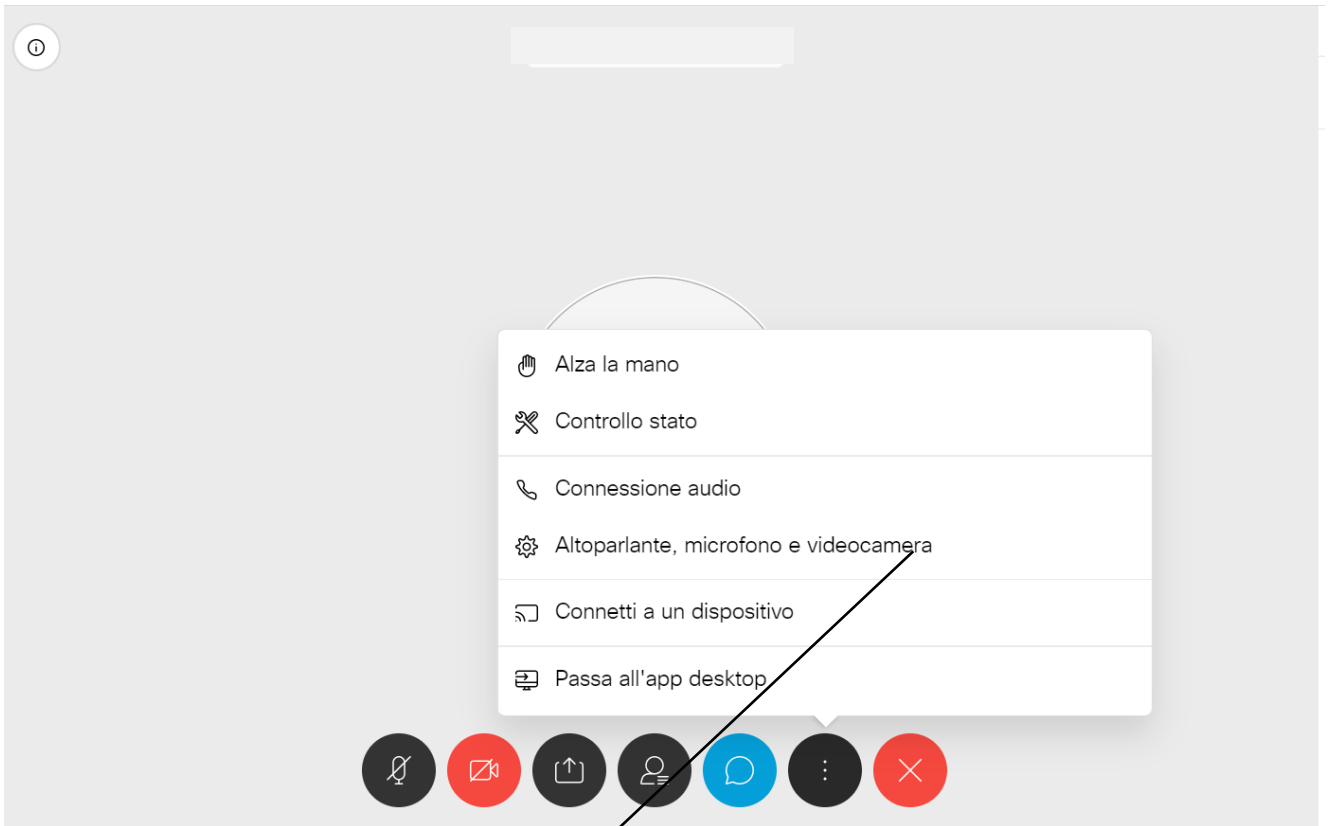 Alza la mano
Controllo stato
Connessione audio
Altoparlante, microfono e videocamera
Connetti a un dispositivo
Passa all'app desktop